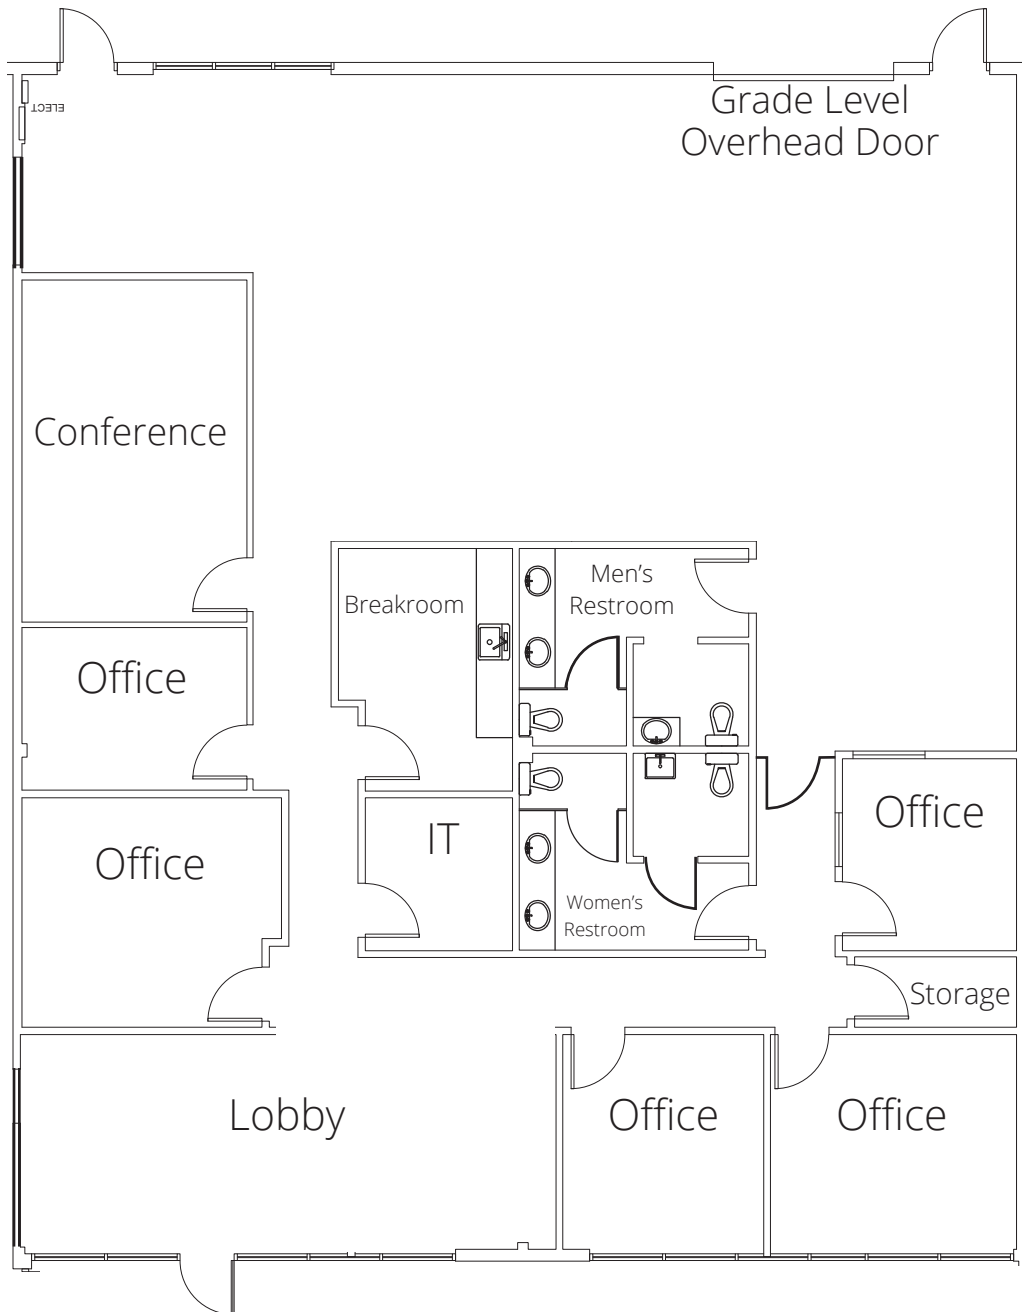 ELECT
Grade Level
Overhead Door
Conference
Men's
Restroom
Breakroom
Office
Office
IT
Office
Women's
Restroom
Storage
Lobby
Office
Office